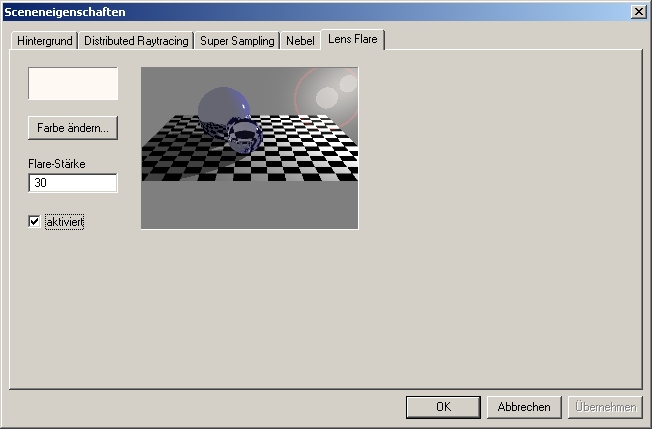 Sceneneigenschaften
Hintergrund Distributed Raytracing Super Sampling Nebel Lens Flare
Farbe ändern...
Flare-Stärke
30
aktiviert
OK Abbrechen Übernehmen